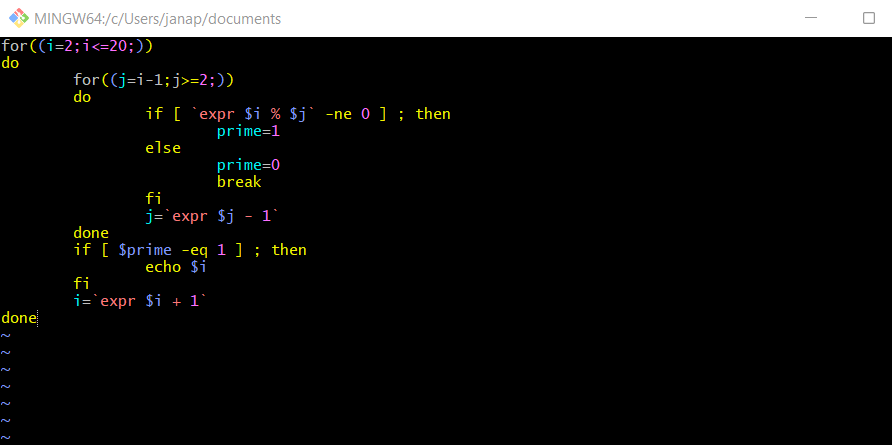 MINGW64:/c/Users/janap/documents
for((i=2;i<=20;))
do
        for((j=i-1;j>=2;))
        do
                if [ `expr $i % $j` -ne 0 ] ; then
                        prime=1
                else
                        prime=0
                        break
                fi
                j=`expr $j - 1`
        done
        if [ $prime -eq 1 ] ; then
                echo $i
        fi
        i=`expr $i + 1`
done
~
~
~
~
~
~
~